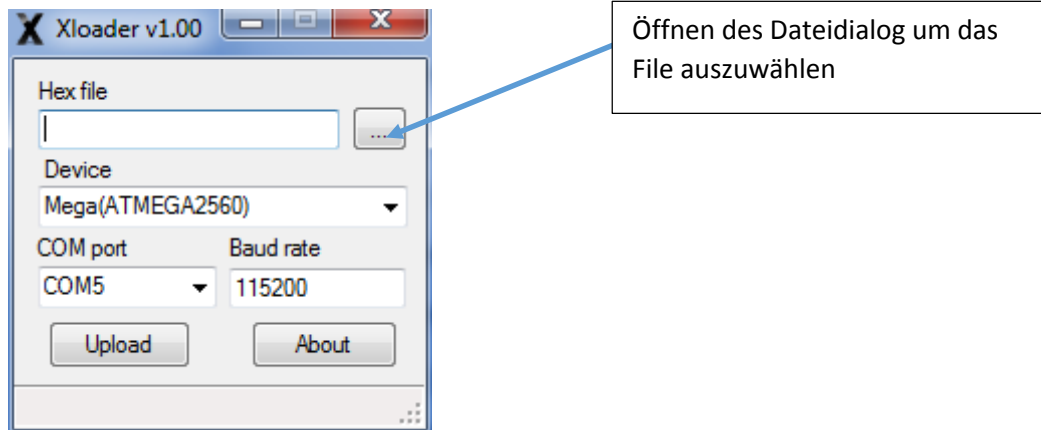 Xloader v1.00
Öffnen des Dateidialog um das
File auszuwählen
Hex file
...
Device
Mega(ATMEGA2560)
COM port Baud rate
COM5 115200
Upload About